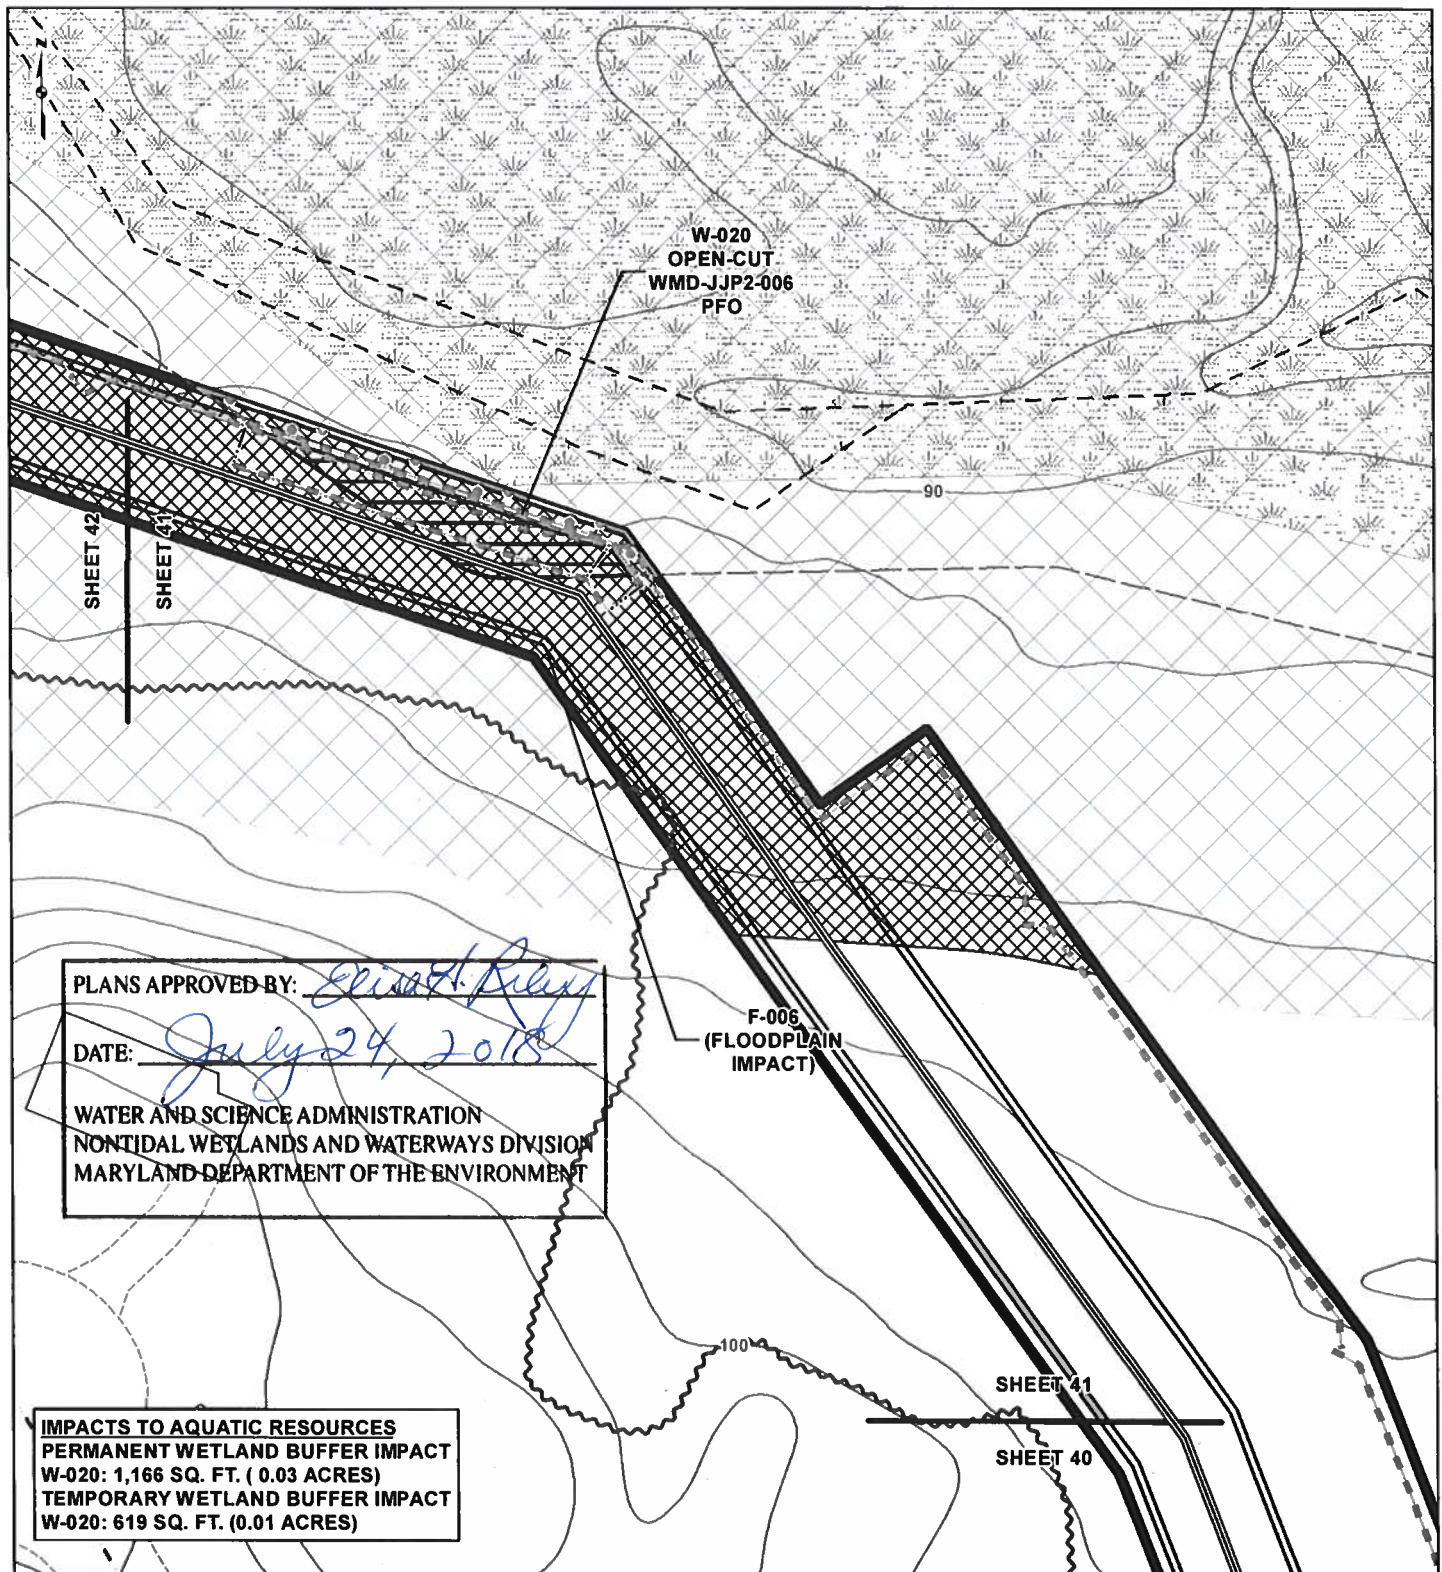 N
W-020
OPEN-CUT
WMD-JJP2-006
PFO
90
SHEET 42
SHEET 41
PLANS APPROVED BY: Elisa H. Riley
DATE: July 24, 2018
WATER AND SCIENCE ADMINISTRATION
NONTIDAL WETLANDS AND WATERWAYS DIVISION
MARYLAND DEPARTMENT OF THE ENVIRONMENT
F-006
(FLOODPLAIN
IMPACT)
100
SHEET 41
SHEET 40
IMPACTS TO AQUATIC RESOURCES
PERMANENT WETLAND BUFFER IMPACT
W-020: 1,166 SQ. FT. ( 0.03 ACRES)
TEMPORARY WETLAND BUFFER IMPACT
W-020: 619 SQ. FT. (0.01 ACRES)